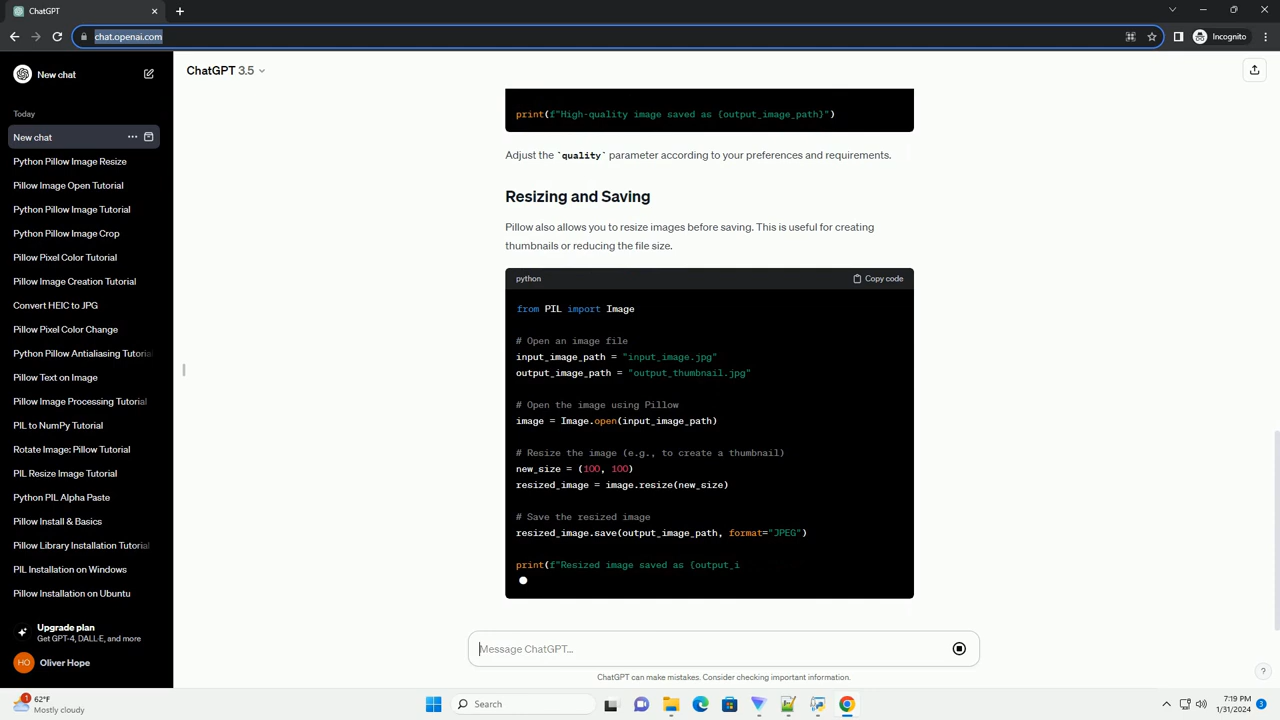 ChatGPT
chat.openai.com
Incognito
New chat
ChatGPT 3.5
Today
New chat
Python Pillow Image Resize
Pillow Image Open Tutorial
Python Pillow Image Tutorial
Python Pillow Image Crop
Pillow Pixel Color Tutorial
Pillow Image Creation Tutorial
Convert HEIC to JPG
Pillow Pixel Color Change
Python Pillow Antialiasing Tutorial
Pillow Text on Image
Pillow Image Processing Tutorial
PIL to NumPy Tutorial
Rotate Image: Pillow Tutorial
PIL Resize Image Tutorial
Python PIL Alpha Paste
Pillow Install & Basics
Pillow Library Installation Tutorial
PIL Installation on Windows
Pillow Installation on Ubuntu
Upgrade plan
Get GPT-4, DALL·E, and more
HO
Oliver Hope
print(f"High-quality image saved as {output_image_path}")
Adjust the `quality` parameter according to your preferences and requirements.
Resizing and Saving
Pillow also allows you to resize images before saving. This is useful for creating
thumbnails or reducing the file size.
python
Copy code
from PIL import Image
# Open an image file
input_image_path = "input_image.jpg"
output_image_path = "output_thumbnail.jpg"
# Open the image using Pillow
image = Image.open(input_image_path)
# Resize the image (e.g., to create a thumbnail)
new_size = (100, 100)
resized_image = image.resize(new_size)
# Save the resized image
resized_image.save(output_image_path, format="JPEG")
print(f"Resized image saved as {output_i
Message ChatGPT...
ChatGPT can make mistakes. Consider checking important information.
?
1
62°F
Mostly cloudy
Search
7:19 PM
1/31/2024
3